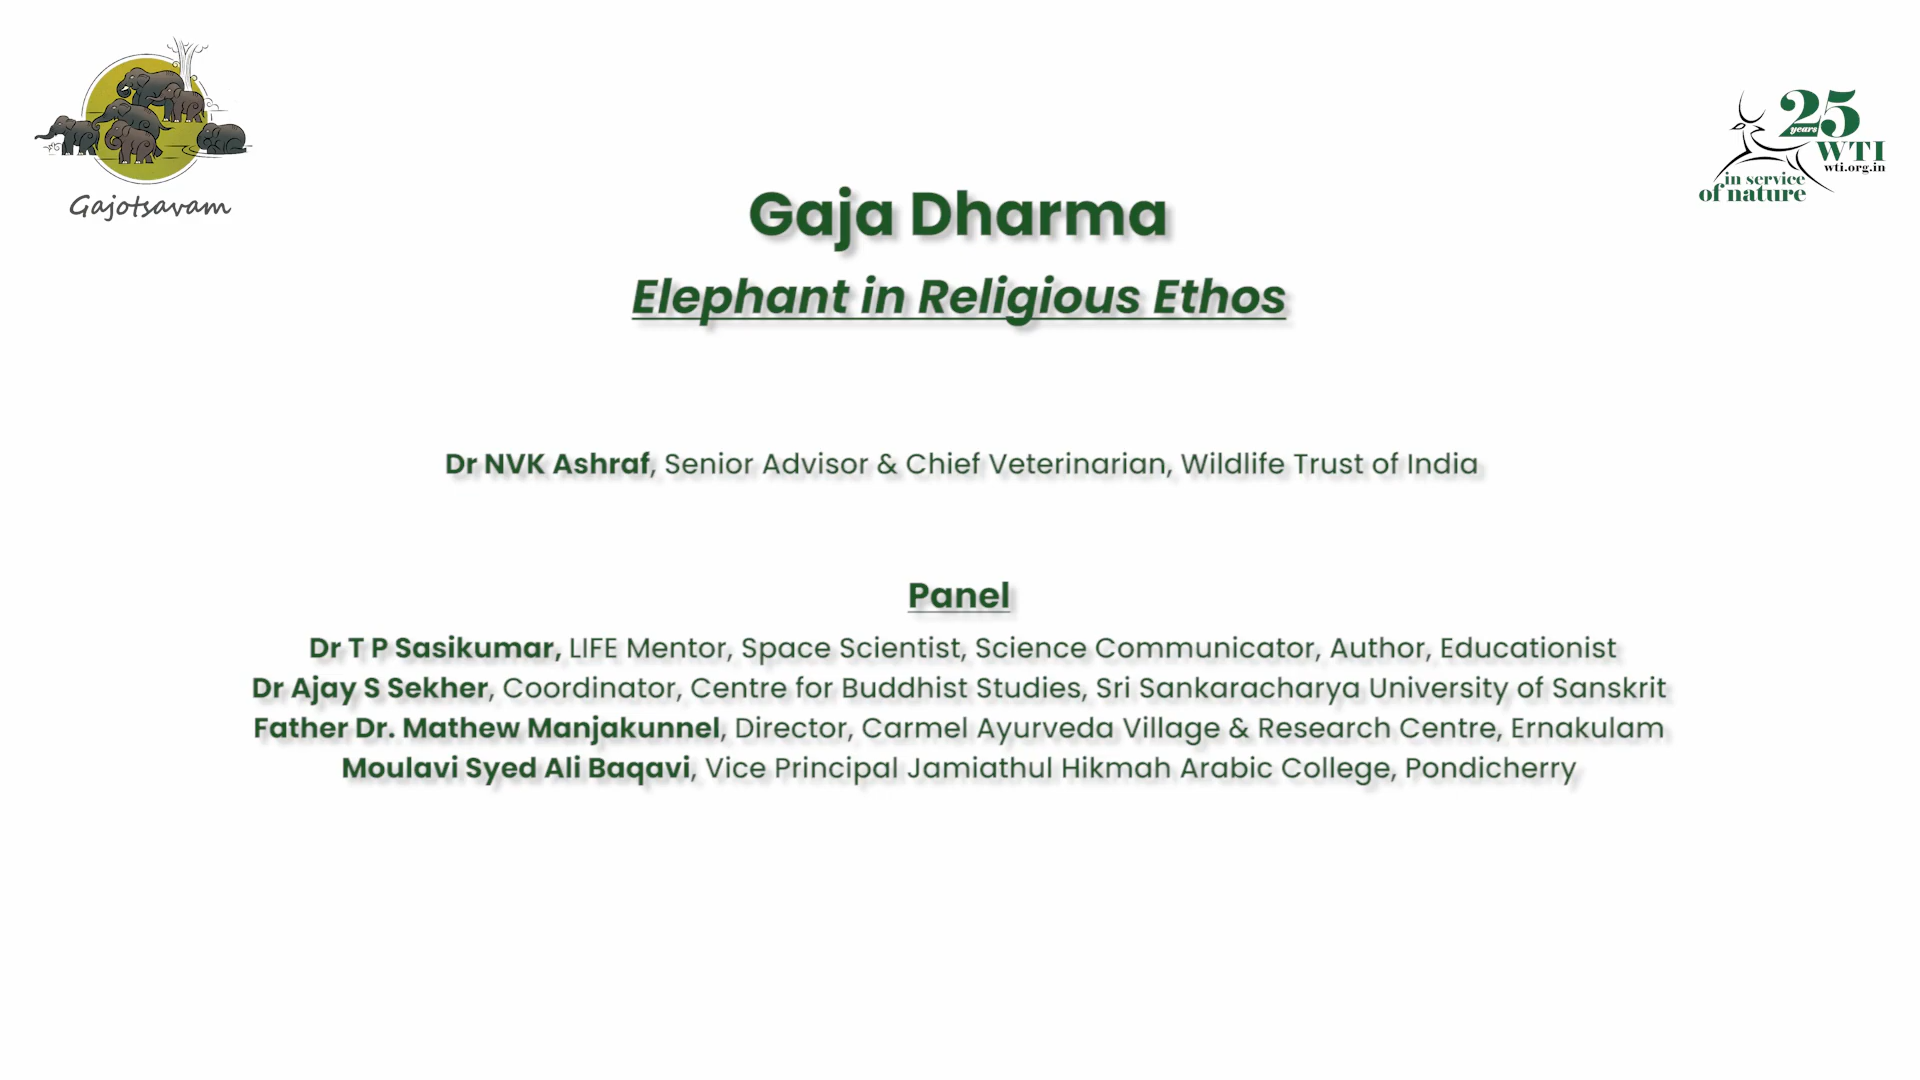 Gajotsavam
25
years
WTI
wti.org.in
in service
of nature
Gaja Dharma
Elephant in Religious Ethos
Dr NVK Ashraf, Senior Advisor & Chief Veterinarian, Wildlife Trust of India
Panel
Dr T P Sasikumar, LIFE Mentor, Space Scientist, Science Communicator, Author, Educationist
Dr Ajay S Sekher, Coordinator, Centre for Buddhist Studies, Sri Sankaracharya University of Sanskrit
Father Dr. Mathew Manjakunnel, Director, Carmel Ayurveda Village & Research Centre, Ernakulam
Moulavi Syed Ali Baqavi, Vice Principal Jamiathul Hikmah Arabic College, Pondicherry